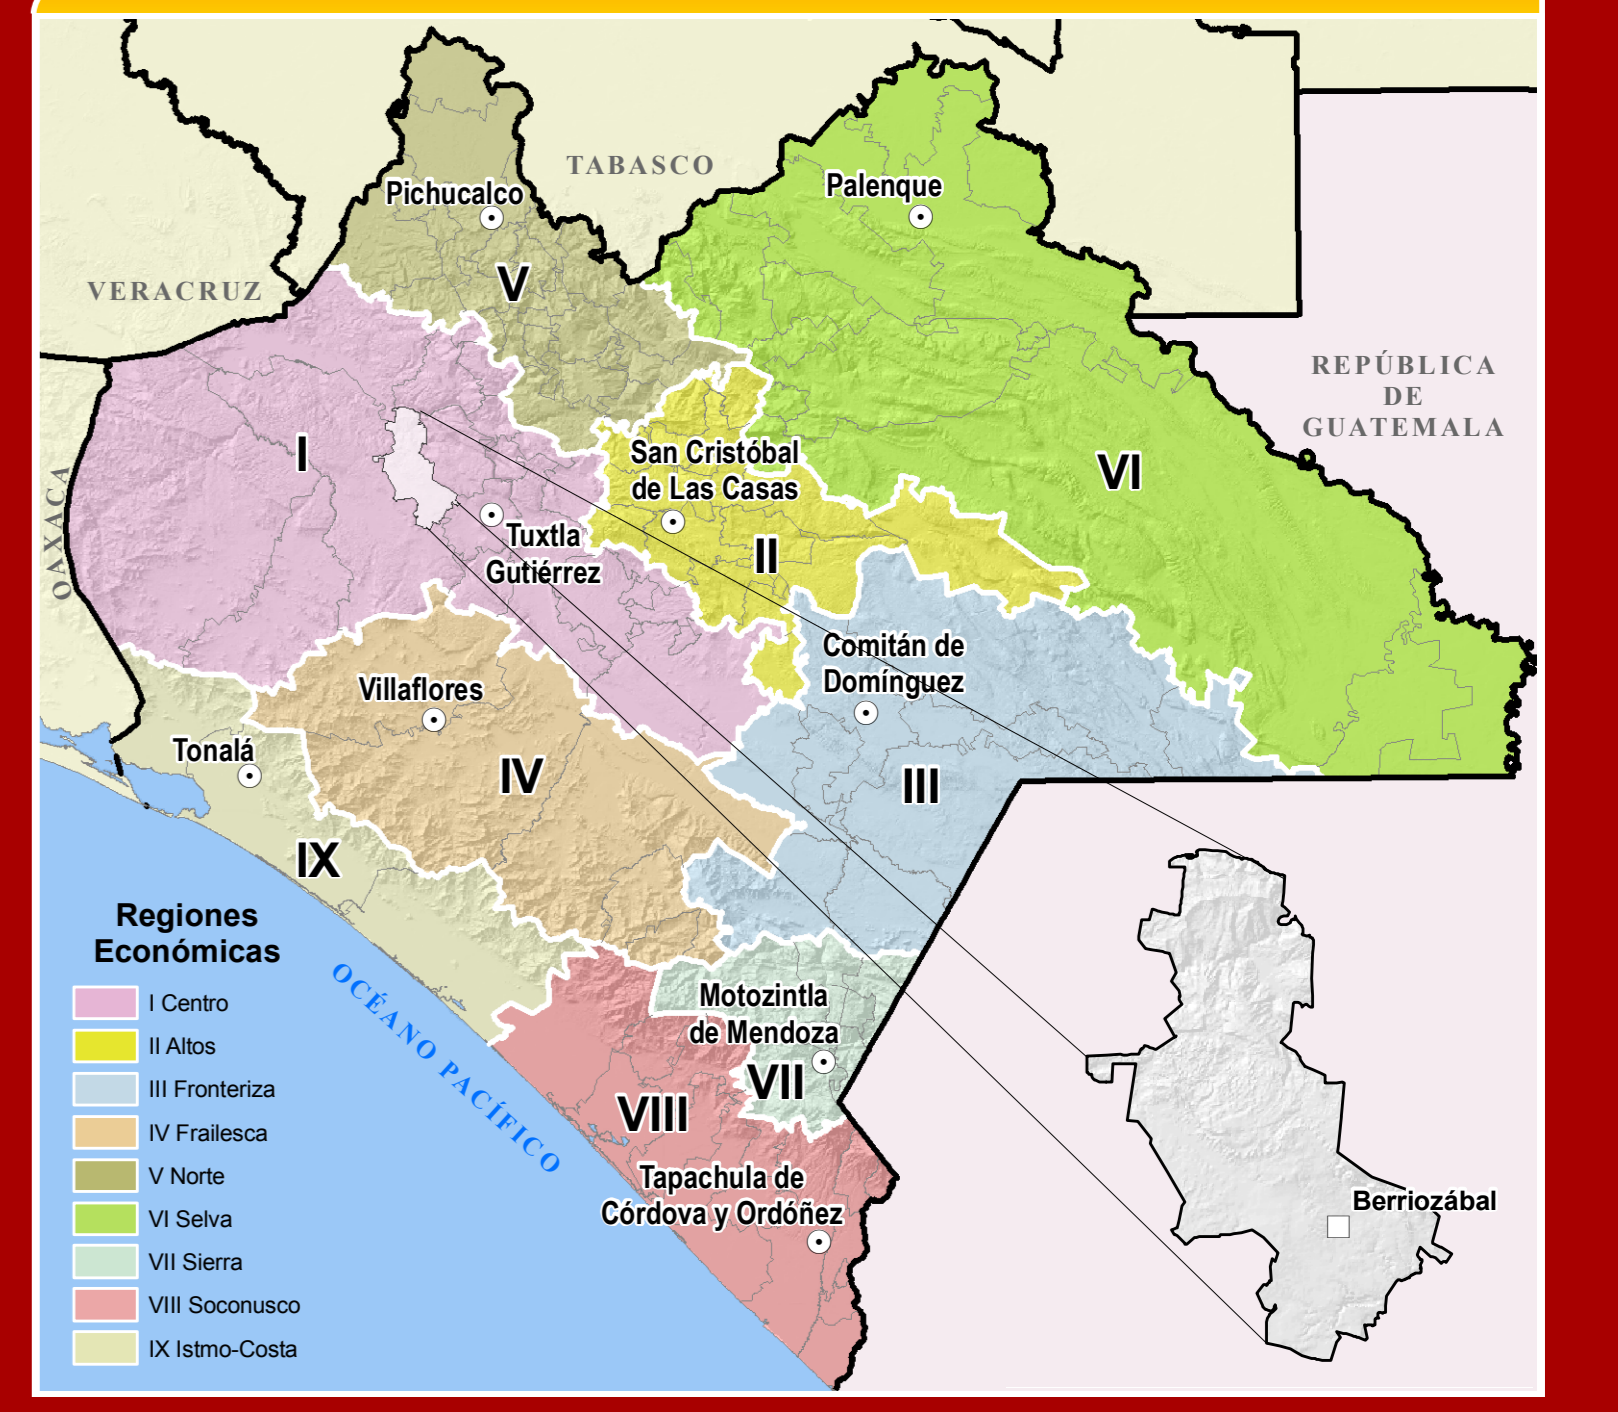 TABASCO
Pichucalco
Palenque
V
VERACRUZ
REPÚBLICA
DE
GUATEMALA
I
San Cristóbal
de Las Casas
VI
OAXACA
Tuxtla
Gutiérrez
II
Comitán de
Domínguez
Villaflores
Tonalá
IV
III
IX
Regiones
Económicas
I Centro
II Altos
III Fronteriza
IV Frailesca
V Norte
VI Selva
VII Sierra
VIII Soconusco
IX Istmo-Costa
OCÉANO PACÍFICO
Motozintla
de Mendoza
VII
VIII
Tapachula de
Córdova y Ordóñez
Berriozábal